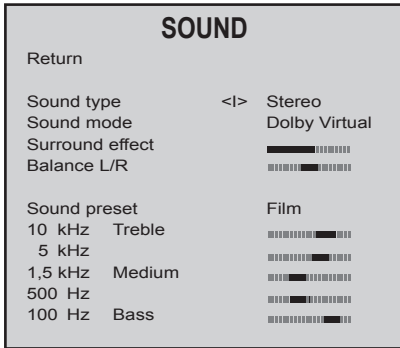 SOUND
Return
Sound type <I> Stereo
Sound mode Dolby Virtual
Surround effect
Balance L/R
Sound preset Film
10 kHz Treble
5 kHz
1,5 kHz Medium
500 Hz
100 Hz Bass